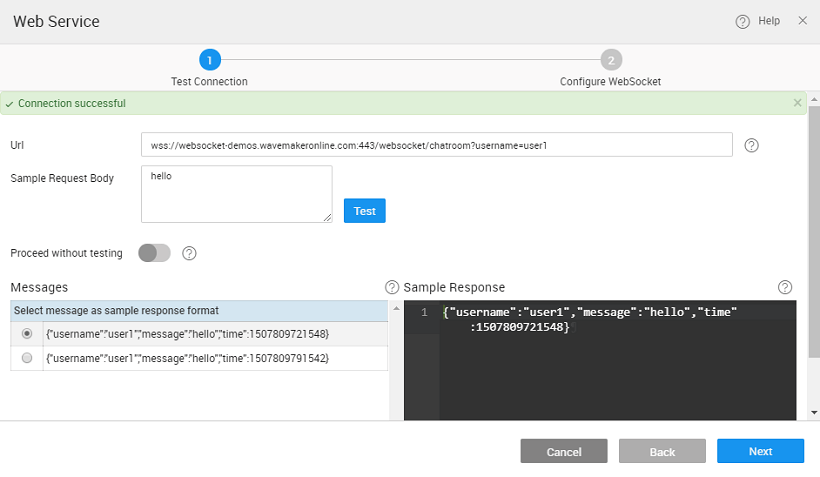 Web Service
Help
1
2
Test Connection
Configure WebSocket
Connection successful
Url
wss://websocket-demos.wavemakeronline.com:443/websocket/chatroom?username=user1
Sample Request Body
hello
Test
Proceed without testing
Messages
Sample Response
Select message as sample response format
{"username":"user1","message":"hello","time":1507809721548}
{"username":"user1","message":"hello","time":1507809791542}
1
{"username":"user1","message":"hello","time"
:1507809721548}
Cancel
Back
Next